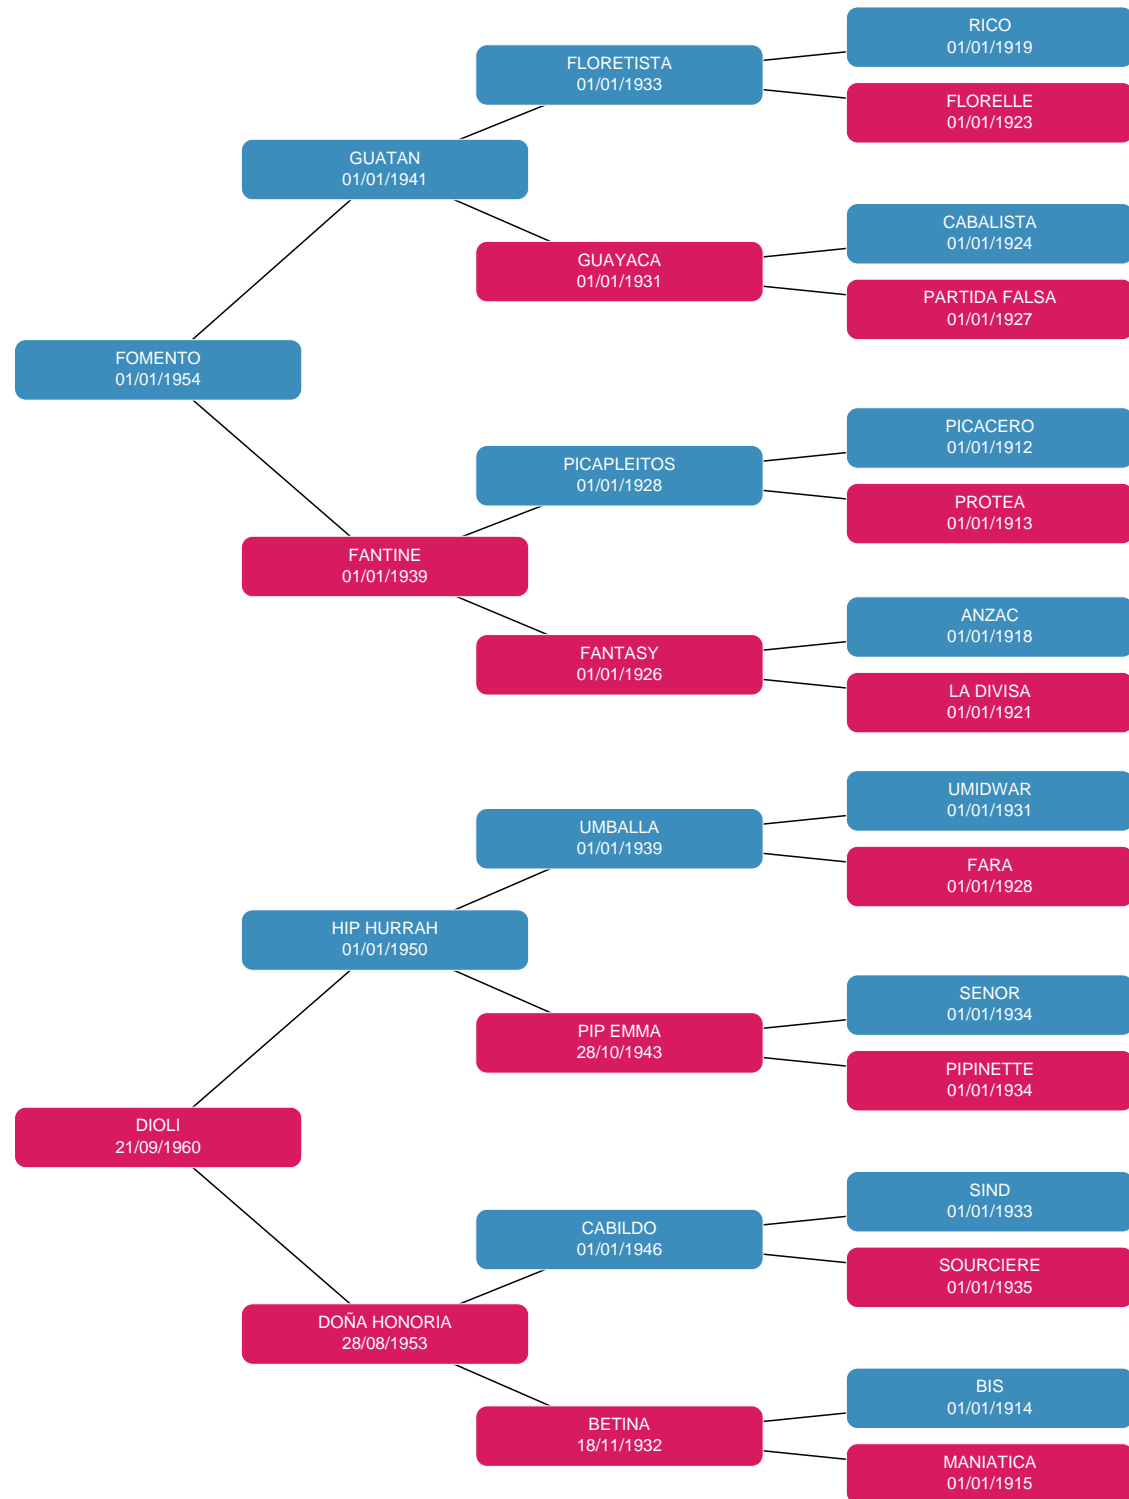 RICO
01/01/1919
FLORETISTA
01/01/1933
FLORELLE
01/01/1923
GUATAN
01/01/1941
CABALISTA
01/01/1924
GUAYACA
01/01/1931
PARTIDA FALSA
01/01/1927
FOMENTO
01/01/1954
PICACERO
01/01/1912
PICAPLEITOS
01/01/1928
PROTEA
01/01/1913
FANTINE
01/01/1939
ANZAC
01/01/1918
FANTASY
01/01/1926
LA DIVISA
01/01/1921
UMIDWAR
01/01/1931
UMBALLA
01/01/1939
FARA
01/01/1928
HIP HURRAH
01/01/1950
SENOR
01/01/1934
PIP EMMA
28/10/1943
PIPINETTE
01/01/1934
DIOLI
21/09/1960
SIND
01/01/1933
CABILDO
01/01/1946
SOURCIERE
01/01/1935
DOÑA HONORIA
28/08/1953
BIS
01/01/1914
BETINA
18/11/1932
MANIATICA
01/01/1915